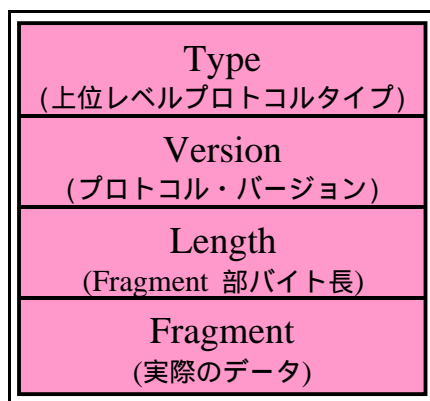 Type
(上位レベルプロトコルタイプ)
Version
(プロトコル・バージョン)
Length
(Fragment 部バイト長)
Fragment
(実際のデータ)